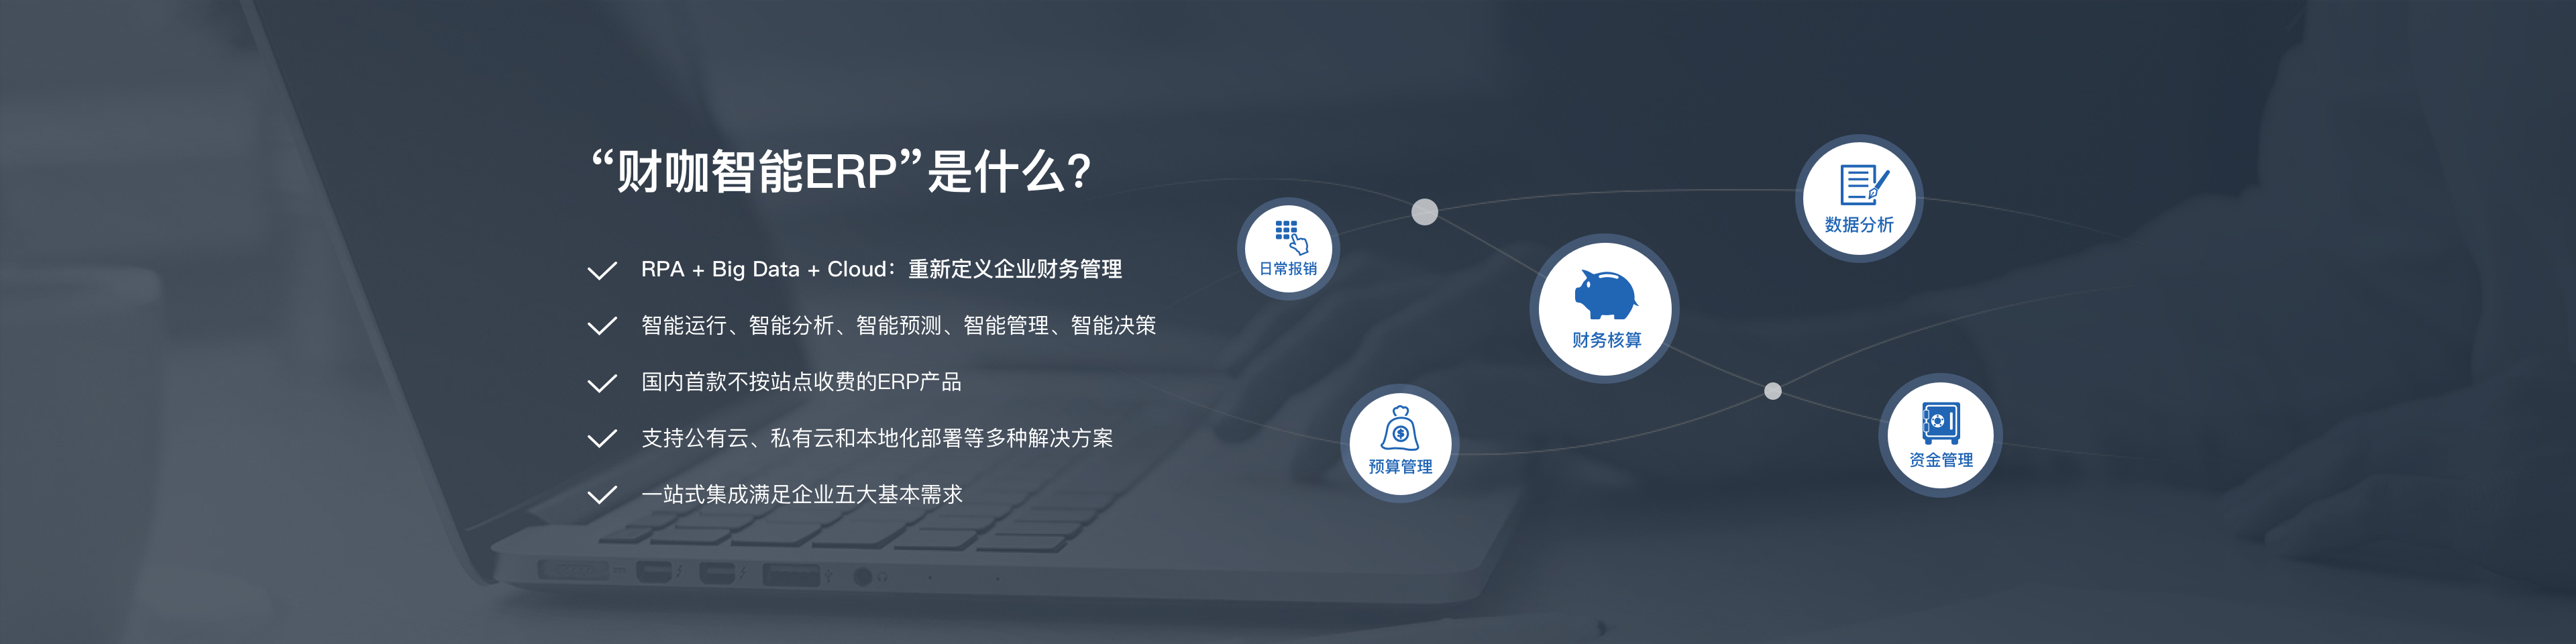 “财咖智能ERP”是什么?
RPA + Big Data + Cloud：重新定义企业财务管理
智能运行、智能分析、智能预测、智能管理、智能决策
国内首款不按站点收费的ERP产品
支持公有云、私有云和本地化部署等多种解决方案
一站式集成满足企业五大基本需求
日常报销
财务核算
数据分析
预算管理
资金管理